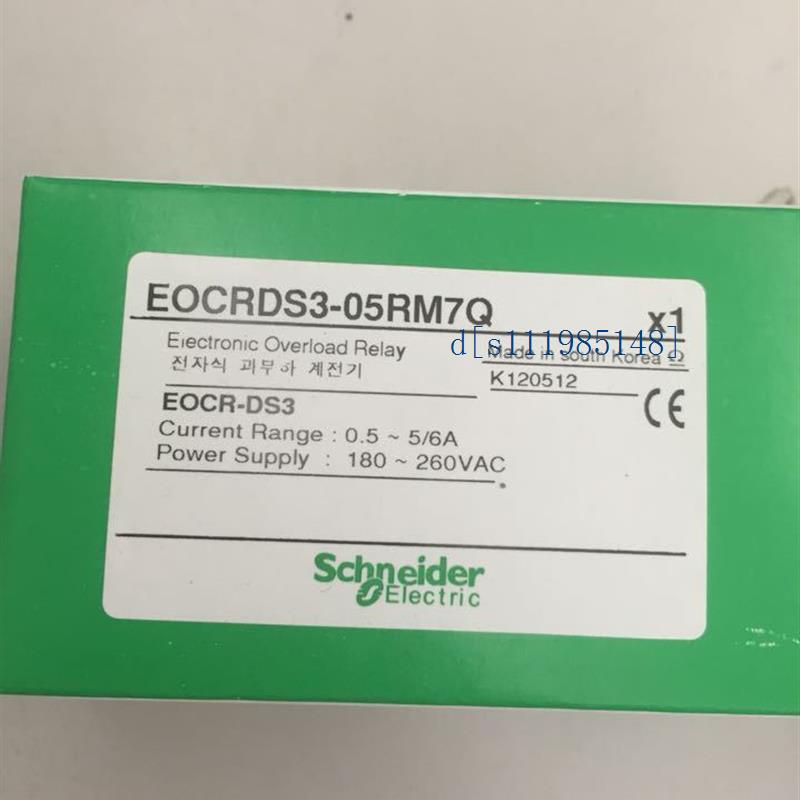 EOCRDS3-05RM7Q x1
Electronic Overload Relay
전자식 과부하 계전기
d[s111985148]
Made in south Korea
K120512
CE
EOCR-DS3
Current Range : 0.5 ~ 5/6A
Power Supply : 180 ~ 260VAC
Schneider
Electric